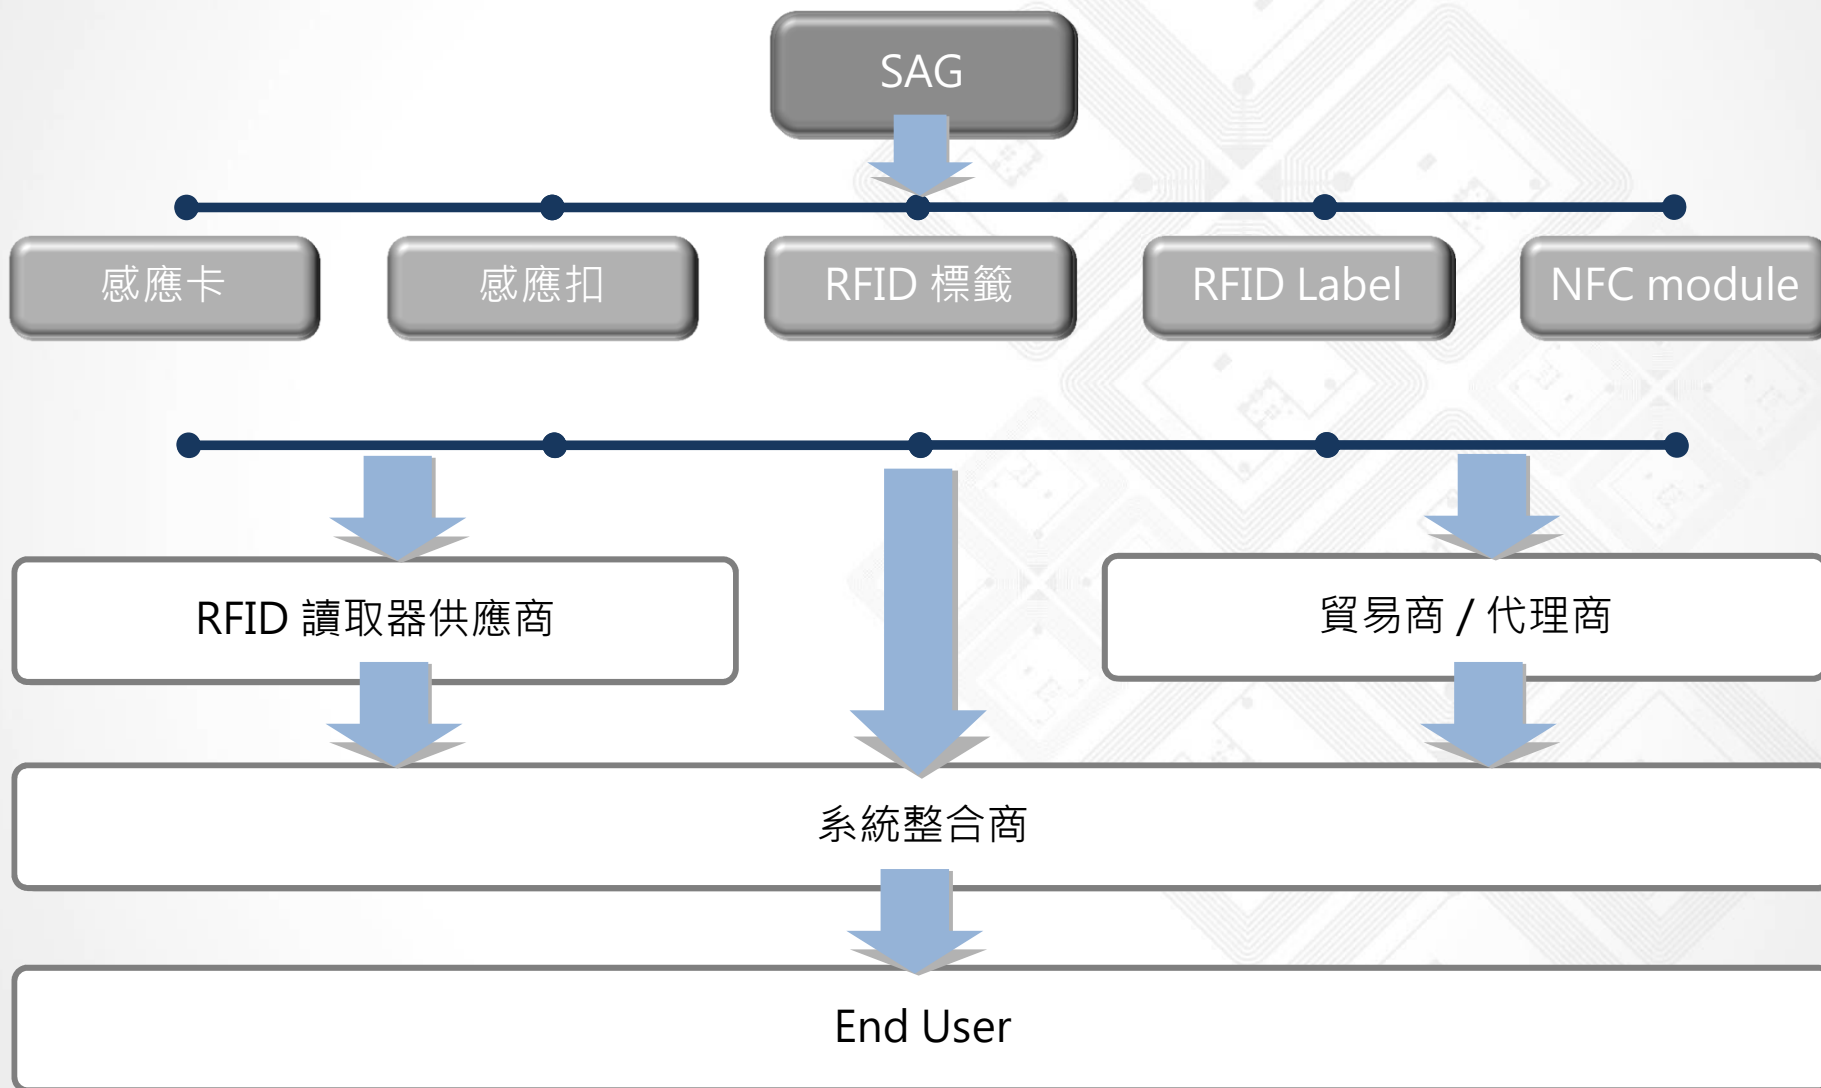 SAG
感應卡
感應扣
RFID 標籤
RFID Label
NFC module
RFID 讀取器供應商
貿易商 / 代理商
系統整合商
End User